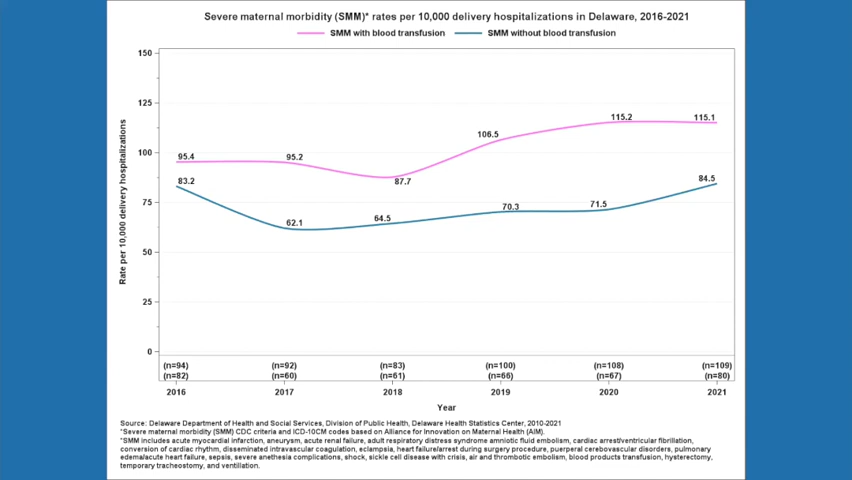 Severe maternal morbidity (SMM)* rates per 10,000 delivery hospitalizations in Delaware, 2016-2021
SMM with blood transfusion SMM without blood transfusion
Rate per 10,000 delivery hospitalizations
150
125
100
75
50
25
0
95.4
95.2
87.7
106.5
115.2
115.1
83.2
62.1
64.5
70.3
71.5
84.5
(n=94) (n=92) (n=83) (n=100) (n=108) (n=109)
(n=82) (n=60) (n=61) (n=66) (n=67) (n=80)
2016 2017 2018 2019 2020 2021
Year
Source: Delaware Department of Health and Social Services, Division of Public Health, Delaware Health Statistics Center, 2010-2021
*Severe maternal morbidity (SMM) CDC criteria and ICD-10CM codes based on Alliance for Innovation on Maternal Health (AIM).
*SMM includes acute myocardial infarction, aneurysm, acute renal failure, adult respiratory distress syndrome amniotic fluid embolism, cardiac arrest/ventricular fibrillation,
conversion of cardiac rhythm, disseminated intravascular coagulation, eclampsia, heart failure/arrest during surgery procedure, puerperal cerebovascular disorders, pulmonary
edema/acute heart failure, sepsis, severe anethesia complications, shock, sickle cell disease with crisis, air and thrombotic embolism, blood products transfusion, hysterectomy,
temporary tracheostomy, and ventilation.